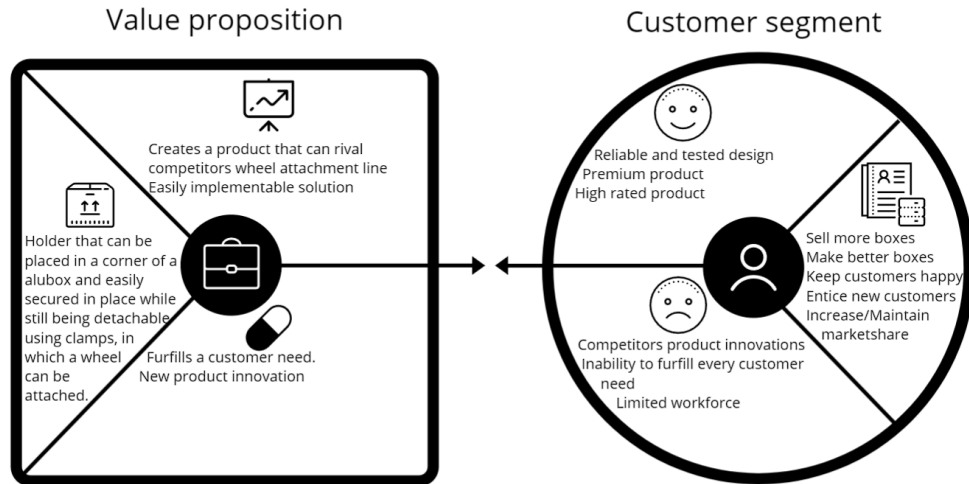 Value proposition
Creates a product that can rival
competitors wheel attachment line
Easily implementable solution
Holder that can be
placed in a corner of a
alubox and easily
secured in place while
still being detachable
using clamps, in
which a wheel
can be
attached.
Furfills a customer need.
New product innovation
Customer segment
Reliable and tested design
Premium product
High rated product
Sell more boxes
Make better boxes
Keep customers happy
Entice new customers
Increase/Maintain
marketshare
Competitors product innovations
Inability to furfill every customer
need
Limited workforce